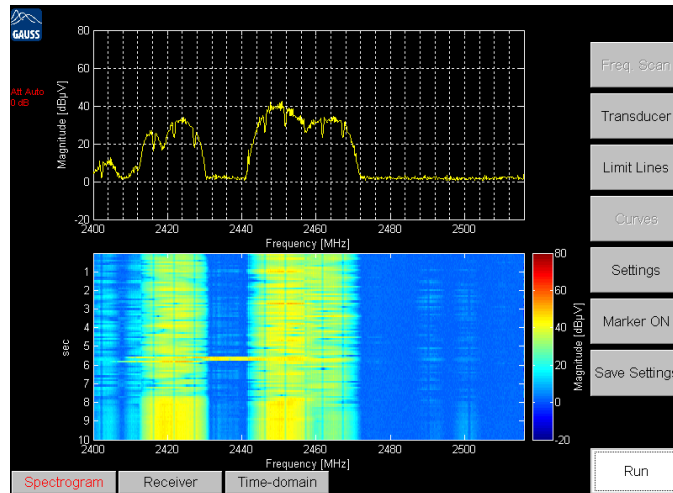 GAUSS
Att Auto
0 dB
80
60
40
20
0
-20
Magnitude [dBµV]
2400 2420 2440 2460 2480 2500
Frequency [MHz]
1
2
3
4
5
6
7
8
9
10
sec
2400 2420 2440 2460 2480 2500
Frequency [MHz]
80
60
40
20
0
-20
Magnitude [dBµV]
Freq. Scan
Transducer
Limit Lines
Curves
Settings
Marker ON
Save Settings
Run
Spectrogram Receiver Time-domain